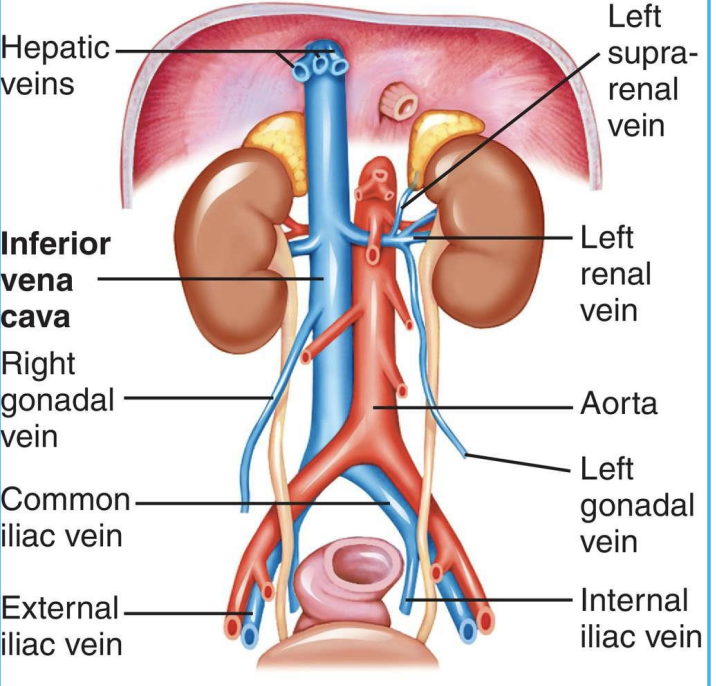 Hepatic
veins
Inferior
vena
cava
Right
gonadal
vein
Common
iliac vein
External
iliac vein
Left
supra-
renal
vein
Left
renal
vein
Aorta
Left
gonadal
vein
Internal
iliac vein